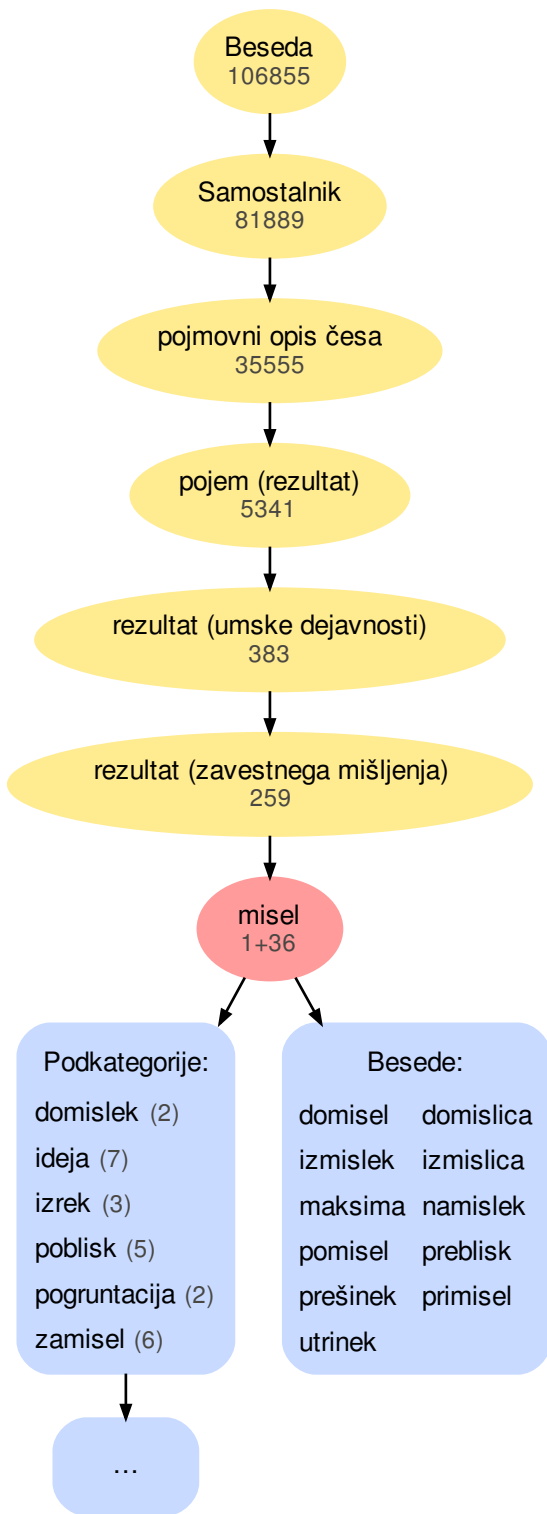 Beseda
106855
Samostalnik
81889
pojmovni opis česa
35555
pojem (rezultat)
5341
rezultat (umske dejavnosti)
383
rezultat (zavestnega mišljenja)
259
misel
1+36
Podkategorije:
domislek (2)
ideja (7)
izrek (3)
poblisk (5)
pogruntacija (2)
zamisel (6)
Besede:
domisel domislica
izmislek izmislica
maksima namislek
pomisel preblisk
prešinek primisel
utrinek
...